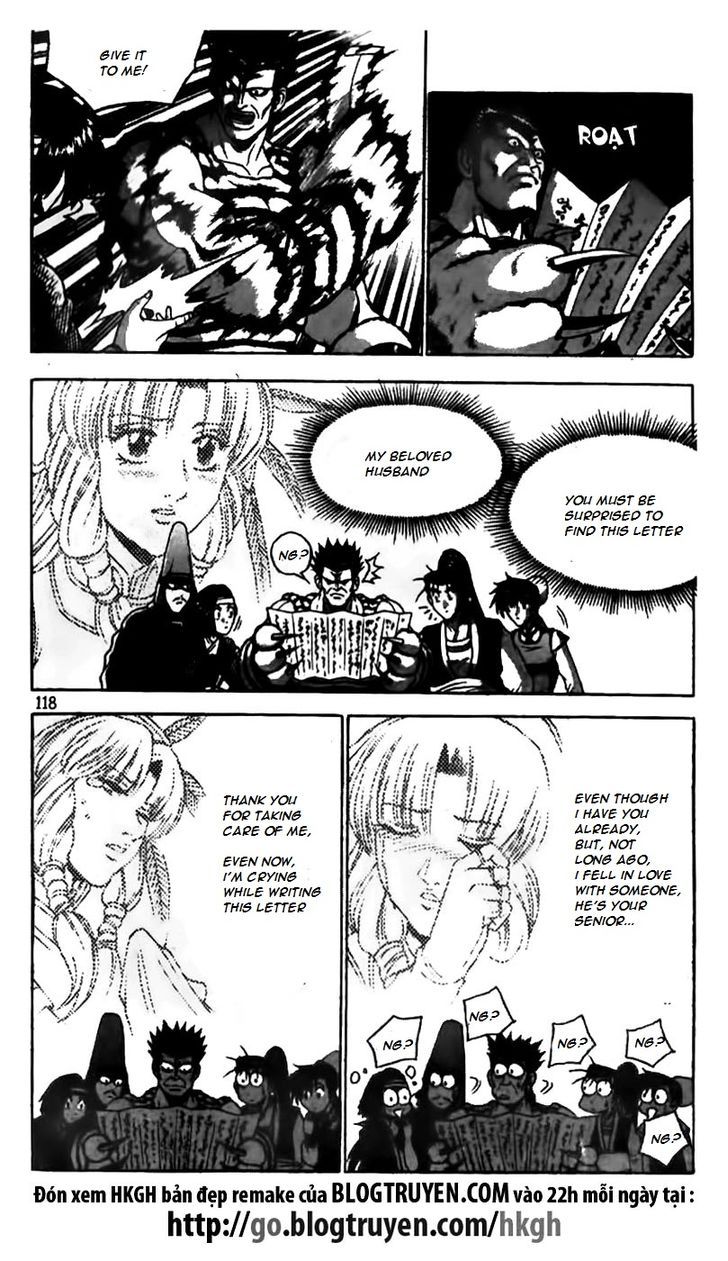 GIVE IT
TO ME!
ROẠT
MY BELOVED
HUSBAND
YOU MUST BE
SURPRISED TO
FIND THIS LETTER
NG?
118
THANK YOU
FOR TAKING
CARE OF ME,
EVEN NOW,
I'M CRYING
WHILE WRITING
THIS LETTER
EVEN THOUGH
I HAVE YOU
ALREADY,
BUT, NOT
LONG AGO,
I FELL IN LOVE
WITH SOMEONE,
HE'S YOUR
SENIOR...
NG?
NG?
NG?
NG?
NG?
Đón xem HKGH bản đẹp remake của BLOGTRUYEN.COM vào 22h mỗi ngày tại :
http://go.blogtruyen.com/hkgh